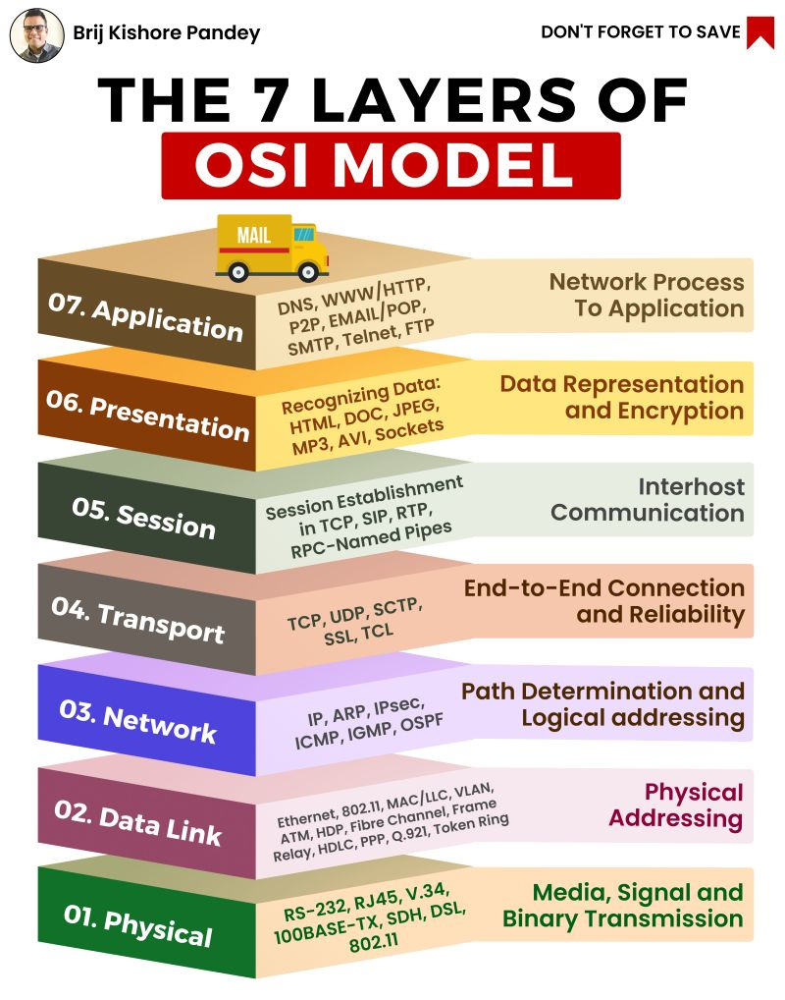 Brij Kishore Pandey
DON'T FORGET TO SAVE
THE 7 LAYERS OF
OSI MODEL
MAIL
07. Application
DNS, WWW/HTTP,
P2P, EMAIL/POP,
SMTP, Telnet, FTP
Network Process
To Application
06. Presentation
Recognizing Data:
HTML, DOC, JPEG,
MP3, AVI, Sockets
Data Representation
and Encryption
05. Session
Session Establishment
in TCP, SIP, RTP,
RPC-Named Pipes
Interhost
Communication
04. Transport
TCP, UDP, SCTP,
SSL, TCL
End-to-End Connection
and Reliability
03. Network
IP, ARP, IPsec,
ICMP, IGMP, OSPF
Path Determination and
Logical addressing
02. Data Link
Ethernet, 802.11, MAC/LLC, VLAN,
ATM, HDP, Fibre Channel, Frame
Relay, HDLC, PPP, Q.921, Token Ring
Physical
Addressing
01. Physical
RS-232, RJ45, V.34,
100BASE-TX, SDH, DSL,
802.11
Media, Signal and
Binary Transmission